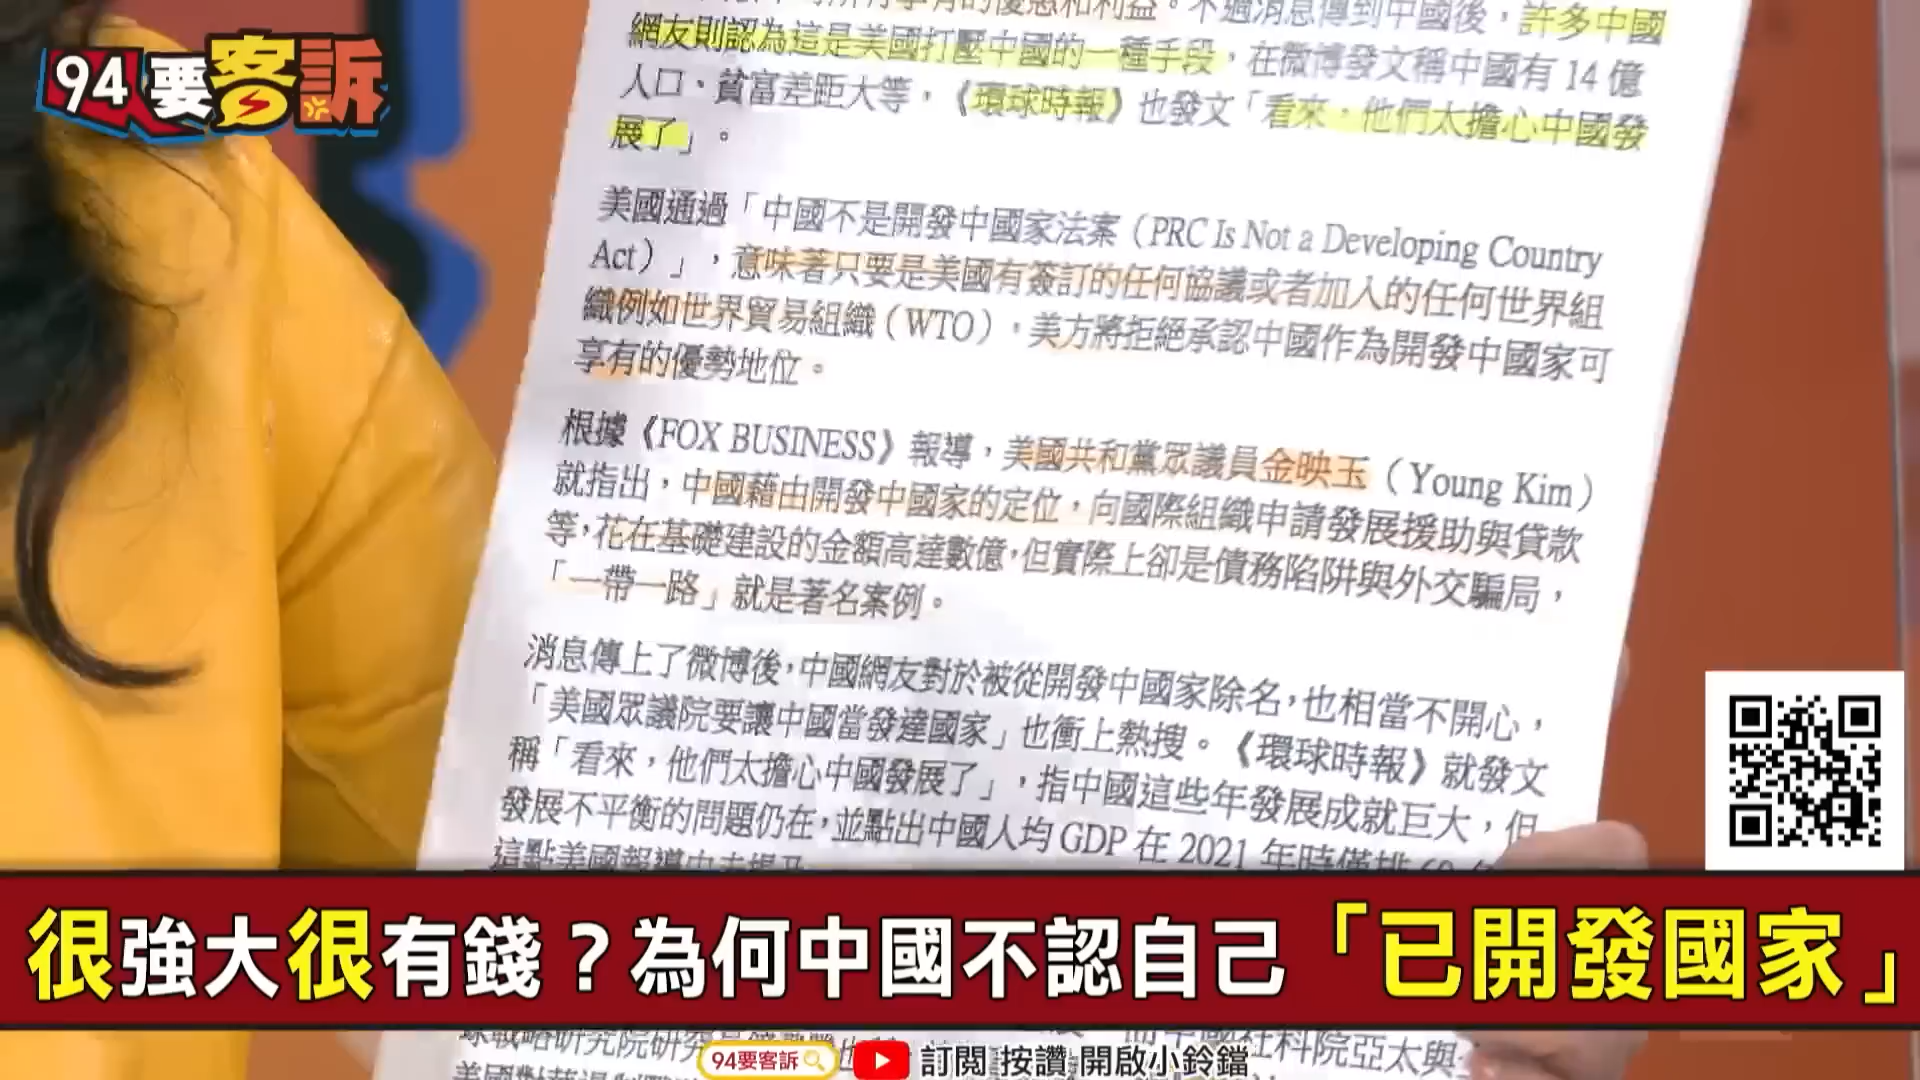 94要客訴
網友則認為這是美國打壓中國的一種手段，在微博發文稱中國有 14 億
人口、貧富差距大等，《環球時報》也發文「看來，他們太擔心中國發
展了」。
美國通過「中國不是開發中國家法案（PRC Is Not a Developing Country
Act）」，意味著只要是美國有簽訂的任何協議或者加入的任何世界組
織例如世界貿易組織（WTO），美方將拒絕承認中國作為開發中國家可
享有的優勢地位。
根據《FOX BUSINESS》報導，美國共和黨眾議員金映玉（Young Kim）
就指出，中國藉由開發中國家的定位，向國際組織申請發展援助與貸款
等，花在基礎建設的金額高達數億，但實際上卻是債務陷阱與外交騙局，
「一帶一路」就是著名案例。
消息傳上了微博後，中國網友對於被從開發中國家除名，也相當不開心，
「美國眾議院要讓中國當發達國家」也衝上熱搜。《環球時報》就發文
稱「看來，他們太擔心中國發展了」，指中國這些年發展成就巨大，但
發展不平衡的問題仍在，並點出中國人均 GDP 在 2021 年時僅排
很強大很有錢？為何中國不認自己「已開發國家」
94要客訴
訂閱 按讚 開啟小鈴鐺